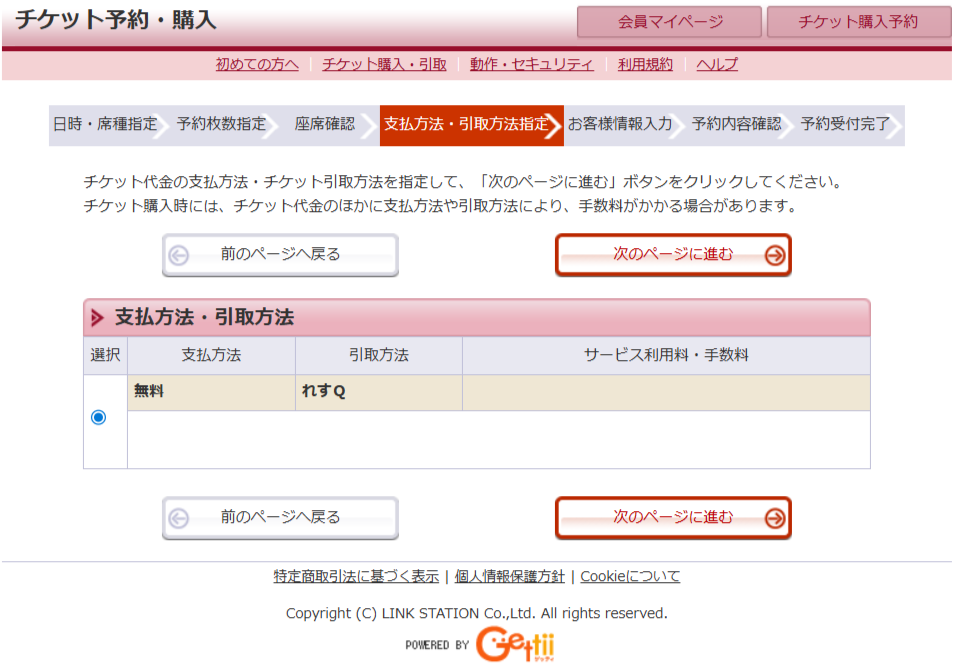 チケット予約・購入
会員マイページ
チケット購入予約
初めての方へ | チケット購入・引取 | 動作・セキュリティ | 利用規約 | ヘルプ
日時・席種指定 予約枚数指定 座席確認 支払方法・引取方法指定 お客様情報入力 予約内容確認 予約受付完了
チケット代金の支払方法・チケット引取方法を指定して、「次のページに進む」ボタンをクリックしてください。
チケット購入時には、チケット代金のほかに支払方法や引取方法により、手数料がかかる場合があります。
前のページへ戻る 次のページに進む
支払方法・引取方法
選択 支払方法 引取方法 サービス利用料・手数料
無料 れすQ
前のページへ戻る 次のページに進む
特定商取引法に基づく表示 | 個人情報保護方針 | Cookieについて
Copyright (C) LINK STATION Co.,Ltd. All rights reserved.
POWERED BY Gettii
ゲッティ